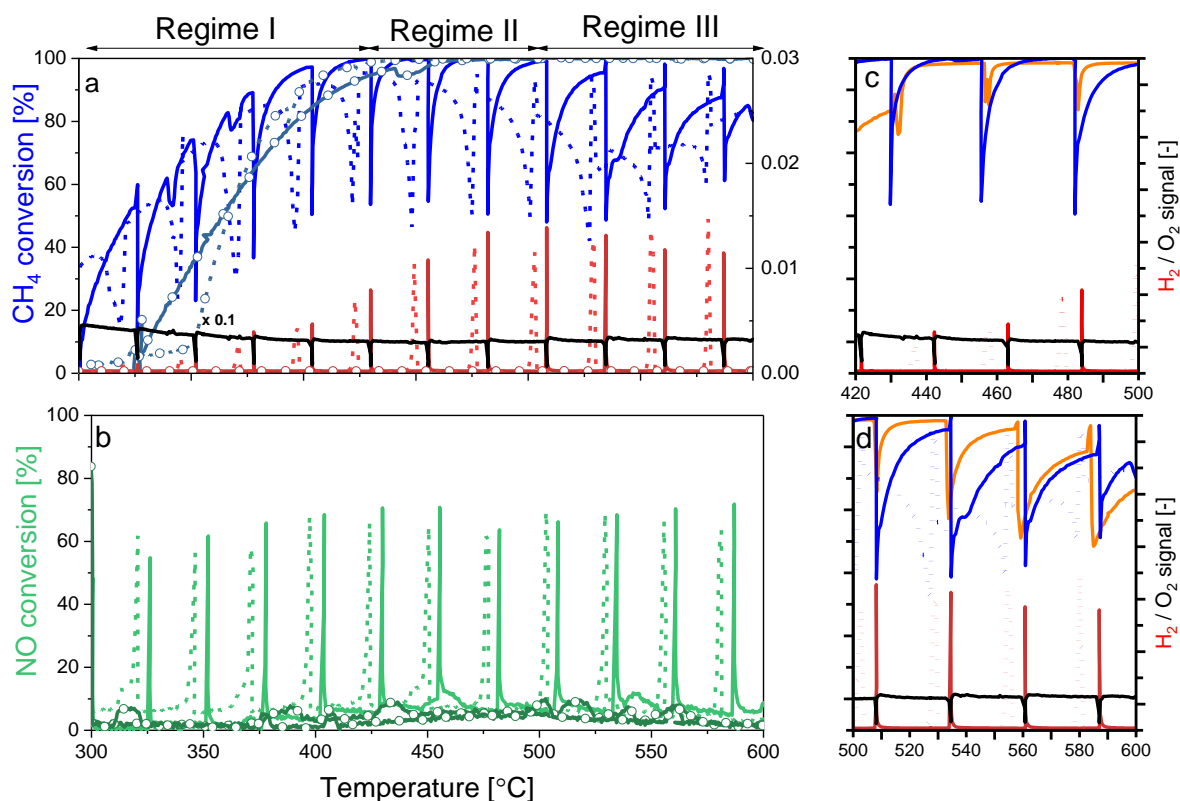 Regime I Regime II Regime III
a
CH4 conversion [%]
100
80
60
40
20
0
x 0.1
0.03
0.02
0.01
0.00
b
NO conversion [%]
100
80
60
40
20
0
300 350 400 450 500 550 600
Temperature [°C]
c
H2 / O2 signal [-]
420 440 460 480 500
d
H2 / O2 signal [-]
500 520 540 560 580 600